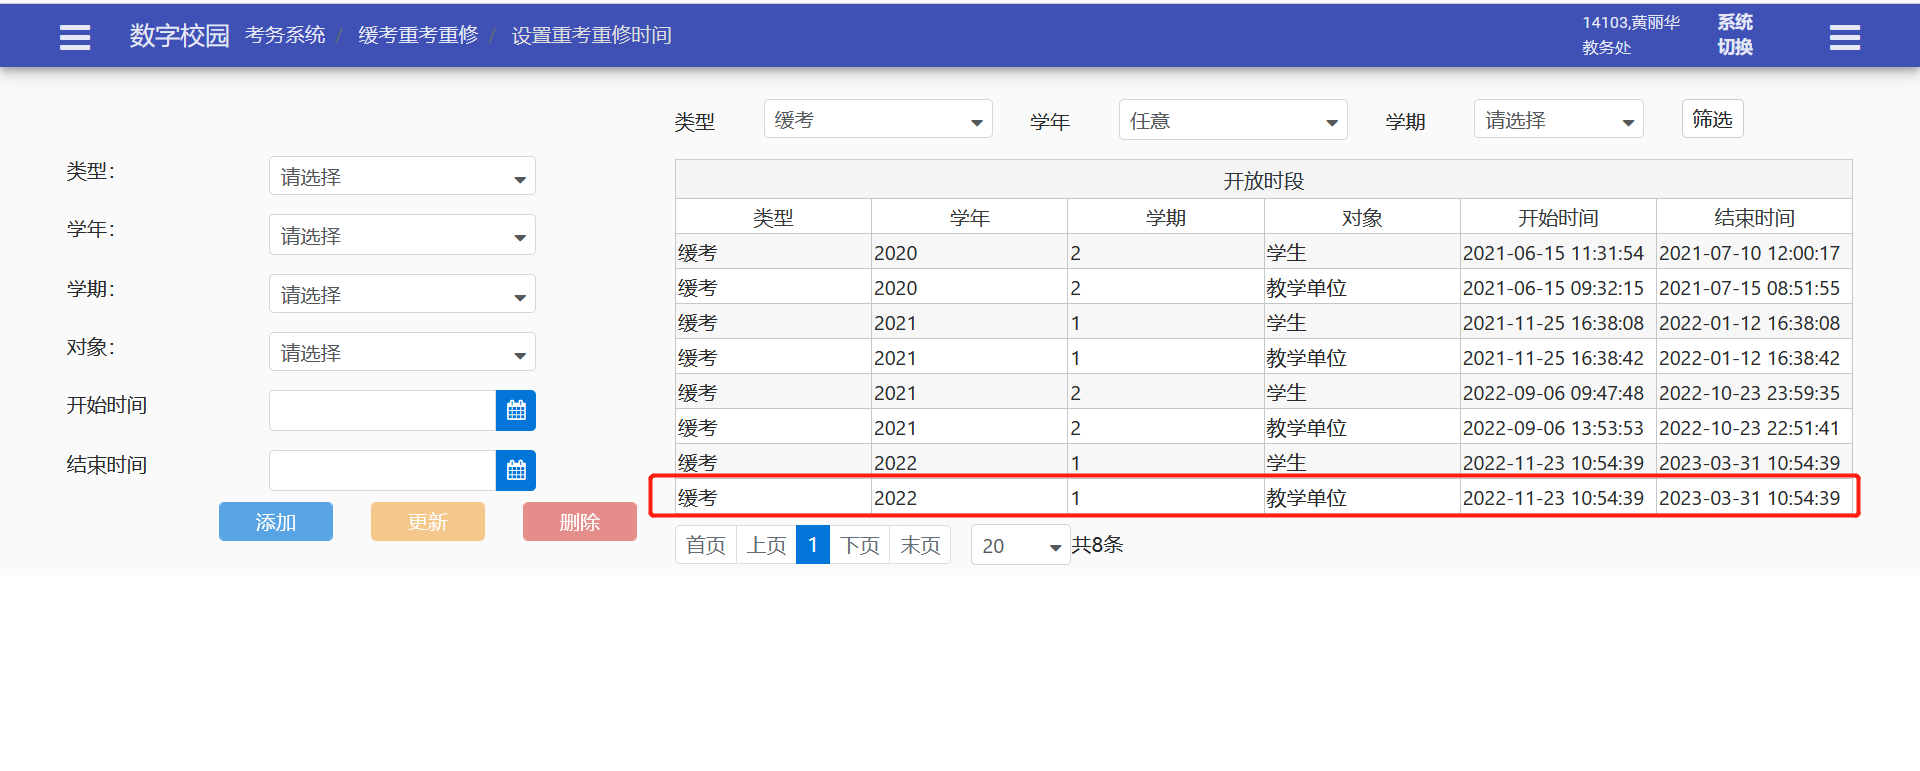 数字校园 考务系统 / 缓考重考重修 / 设置重考重修时间
14103,黄丽华
教务处
系统
切换
类型 缓考 学年 任意 学期 请选择 筛选
类型: 请选择
学年: 请选择
学期: 请选择
对象: 请选择
开始时间
结束时间
添加 更新 删除
开放时段
类型 学年 学期 对象 开始时间 结束时间
缓考 2020 2 学生 2021-06-15 11:31:54 2021-07-10 12:00:17
缓考 2020 2 教学单位 2021-06-15 09:32:15 2021-07-15 08:51:55
缓考 2021 1 学生 2021-11-25 16:38:08 2022-01-12 16:38:08
缓考 2021 1 教学单位 2021-11-25 16:38:42 2022-01-12 16:38:42
缓考 2021 2 学生 2022-09-06 09:47:48 2022-10-23 23:59:35
缓考 2021 2 教学单位 2022-09-06 13:53:53 2022-10-23 22:51:41
缓考 2022 1 学生 2022-11-23 10:54:39 2023-03-31 10:54:39
缓考 2022 1 教学单位 2022-11-23 10:54:39 2023-03-31 10:54:39
首页 上页 1 下页 末页 20 共8条